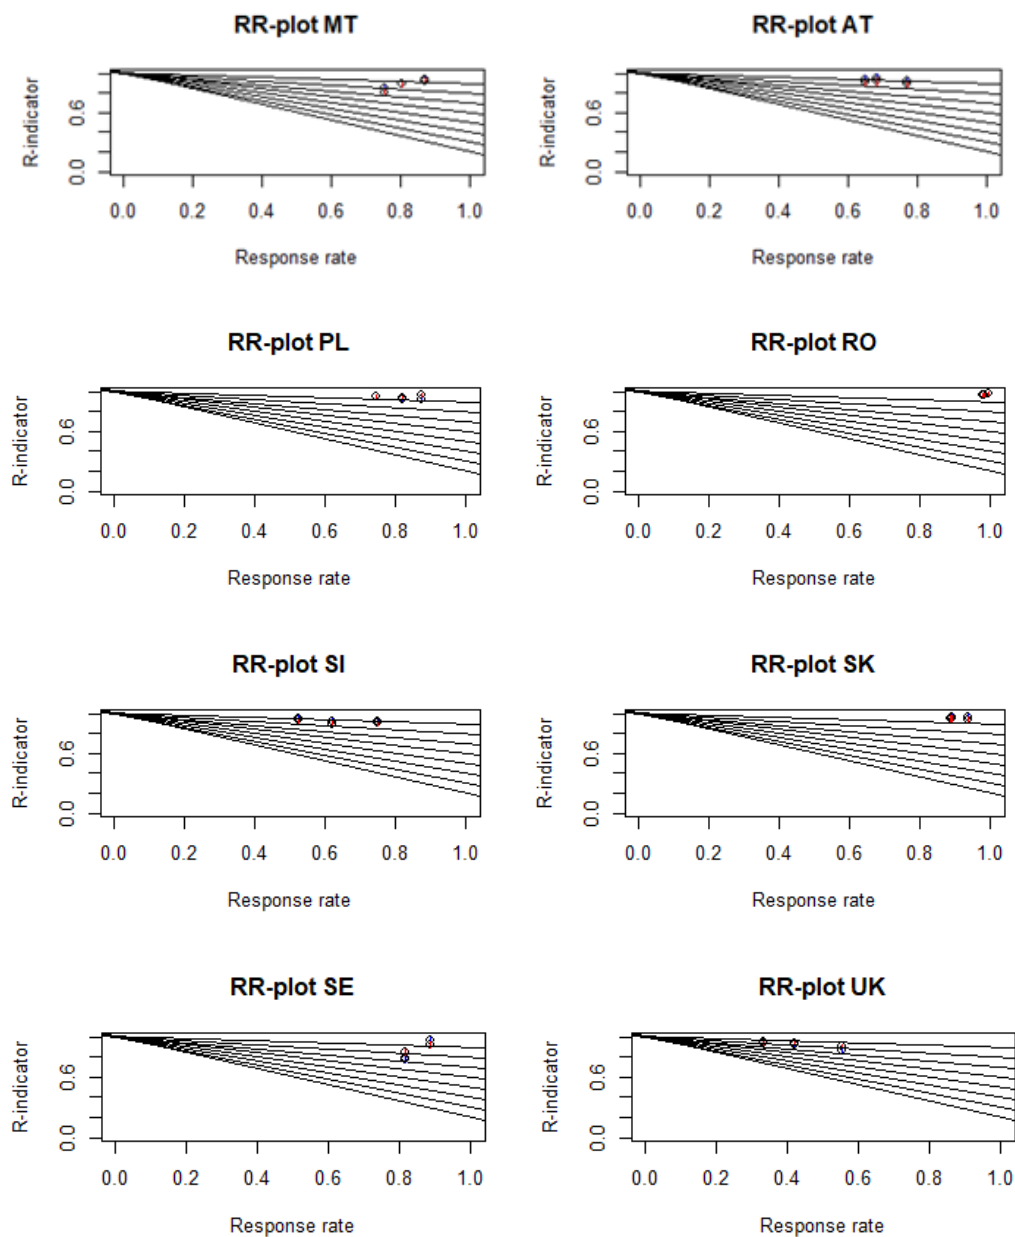 RR-plot MT
R-indicator
0.6
0.0
0.0 0.2 0.4 0.6 0.8 1.0
Response rate
RR-plot AT
R-indicator
0.6
0.0
0.0 0.2 0.4 0.6 0.8 1.0
Response rate
RR-plot PL
R-indicator
0.6
0.0
0.0 0.2 0.4 0.6 0.8 1.0
Response rate
RR-plot RO
R-indicator
0.6
0.0
0.0 0.2 0.4 0.6 0.8 1.0
Response rate
RR-plot SI
R-indicator
0.6
0.0
0.0 0.2 0.4 0.6 0.8 1.0
Response rate
RR-plot SK
R-indicator
0.6
0.0
0.0 0.2 0.4 0.6 0.8 1.0
Response rate
RR-plot SE
R-indicator
0.6
0.0
0.0 0.2 0.4 0.6 0.8 1.0
Response rate
RR-plot UK
R-indicator
0.6
0.0
0.0 0.2 0.4 0.6 0.8 1.0
Response rate